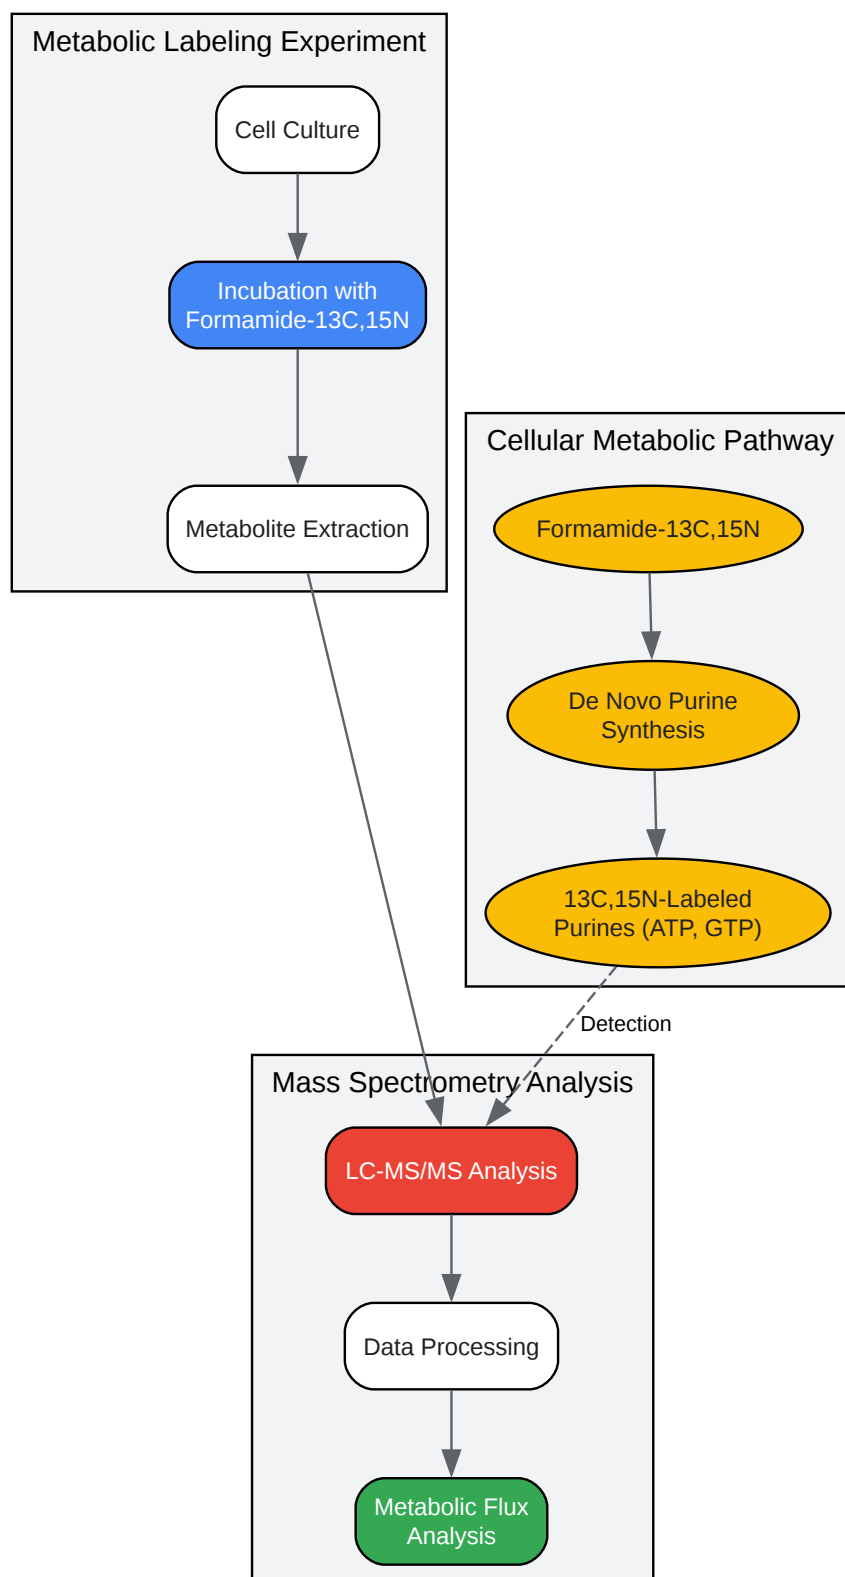 Metabolic Labeling Experiment
Cell Culture
Incubation with
Formamide-13C,15N
Metabolite Extraction
Cellular Metabolic Pathway
Formamide-13C,15N
De Novo Purine
Synthesis
13C,15N-Labeled
Purines (ATP, GTP)
Detection
Mass Spectrometry Analysis
LC-MS/MS Analysis
Data Processing
Metabolic Flux
Analysis